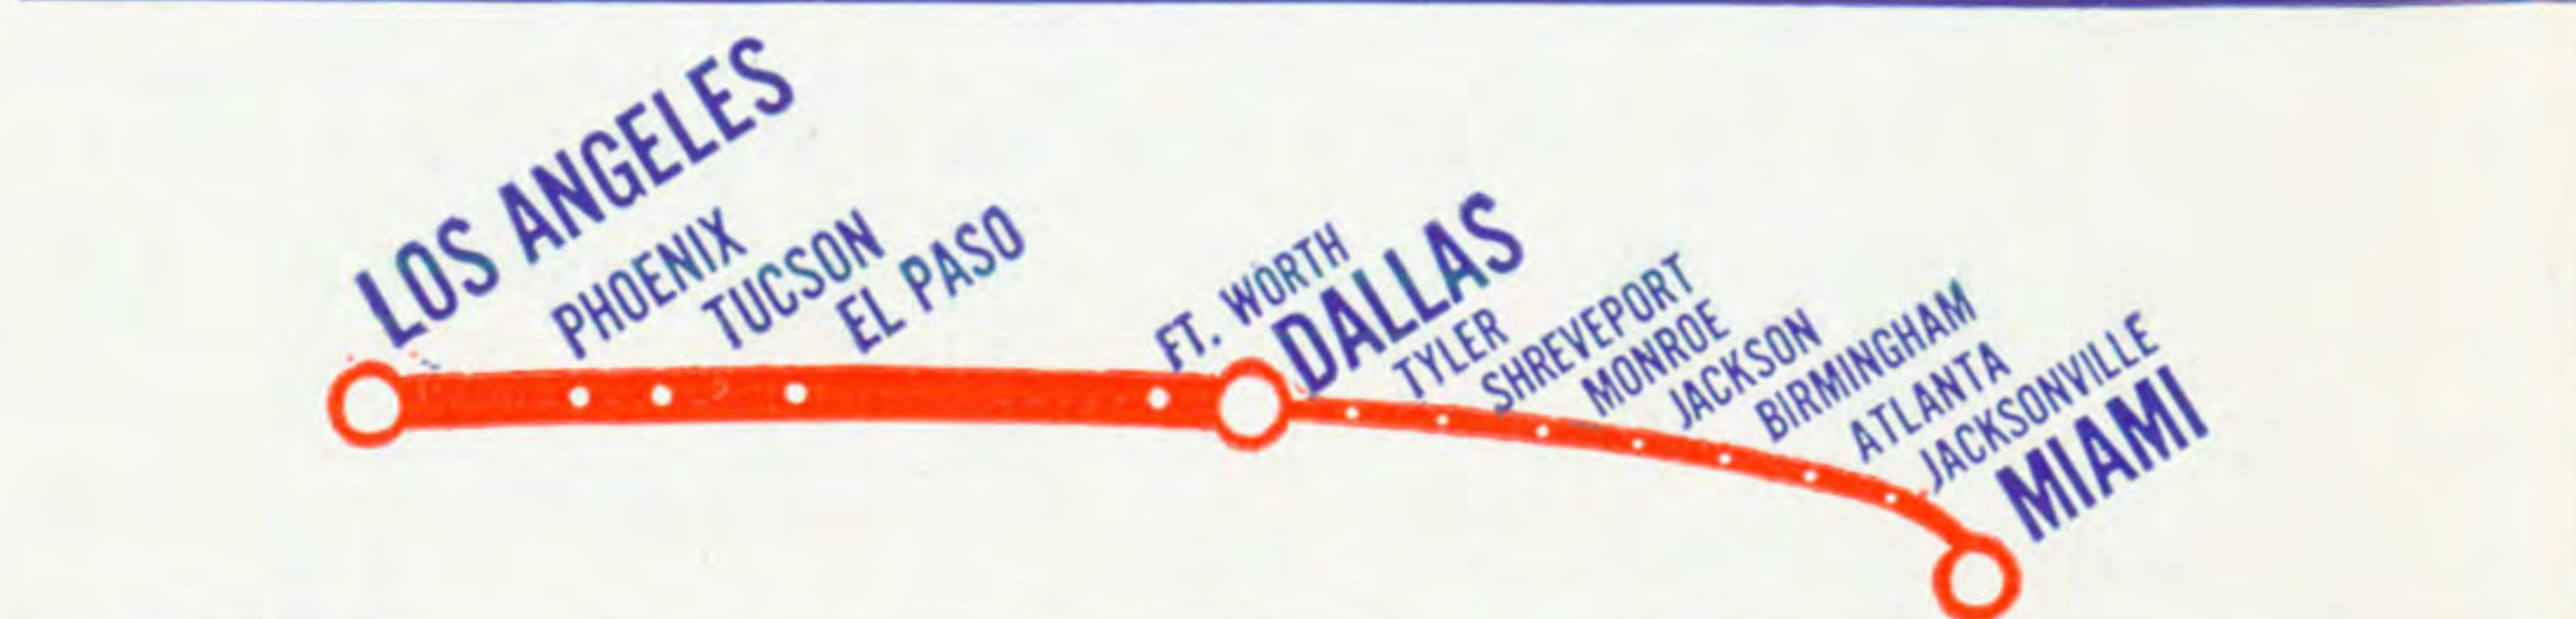 LOS ANGELES
PHOENIX
TUCSON
EL PASO
FT. WORTH
DALLAS
TYLER
SHREVEPORT
MONROE
JACKSON
BIRMINGHAM
ATLANTA
JACKSONVILLE
MIAMI